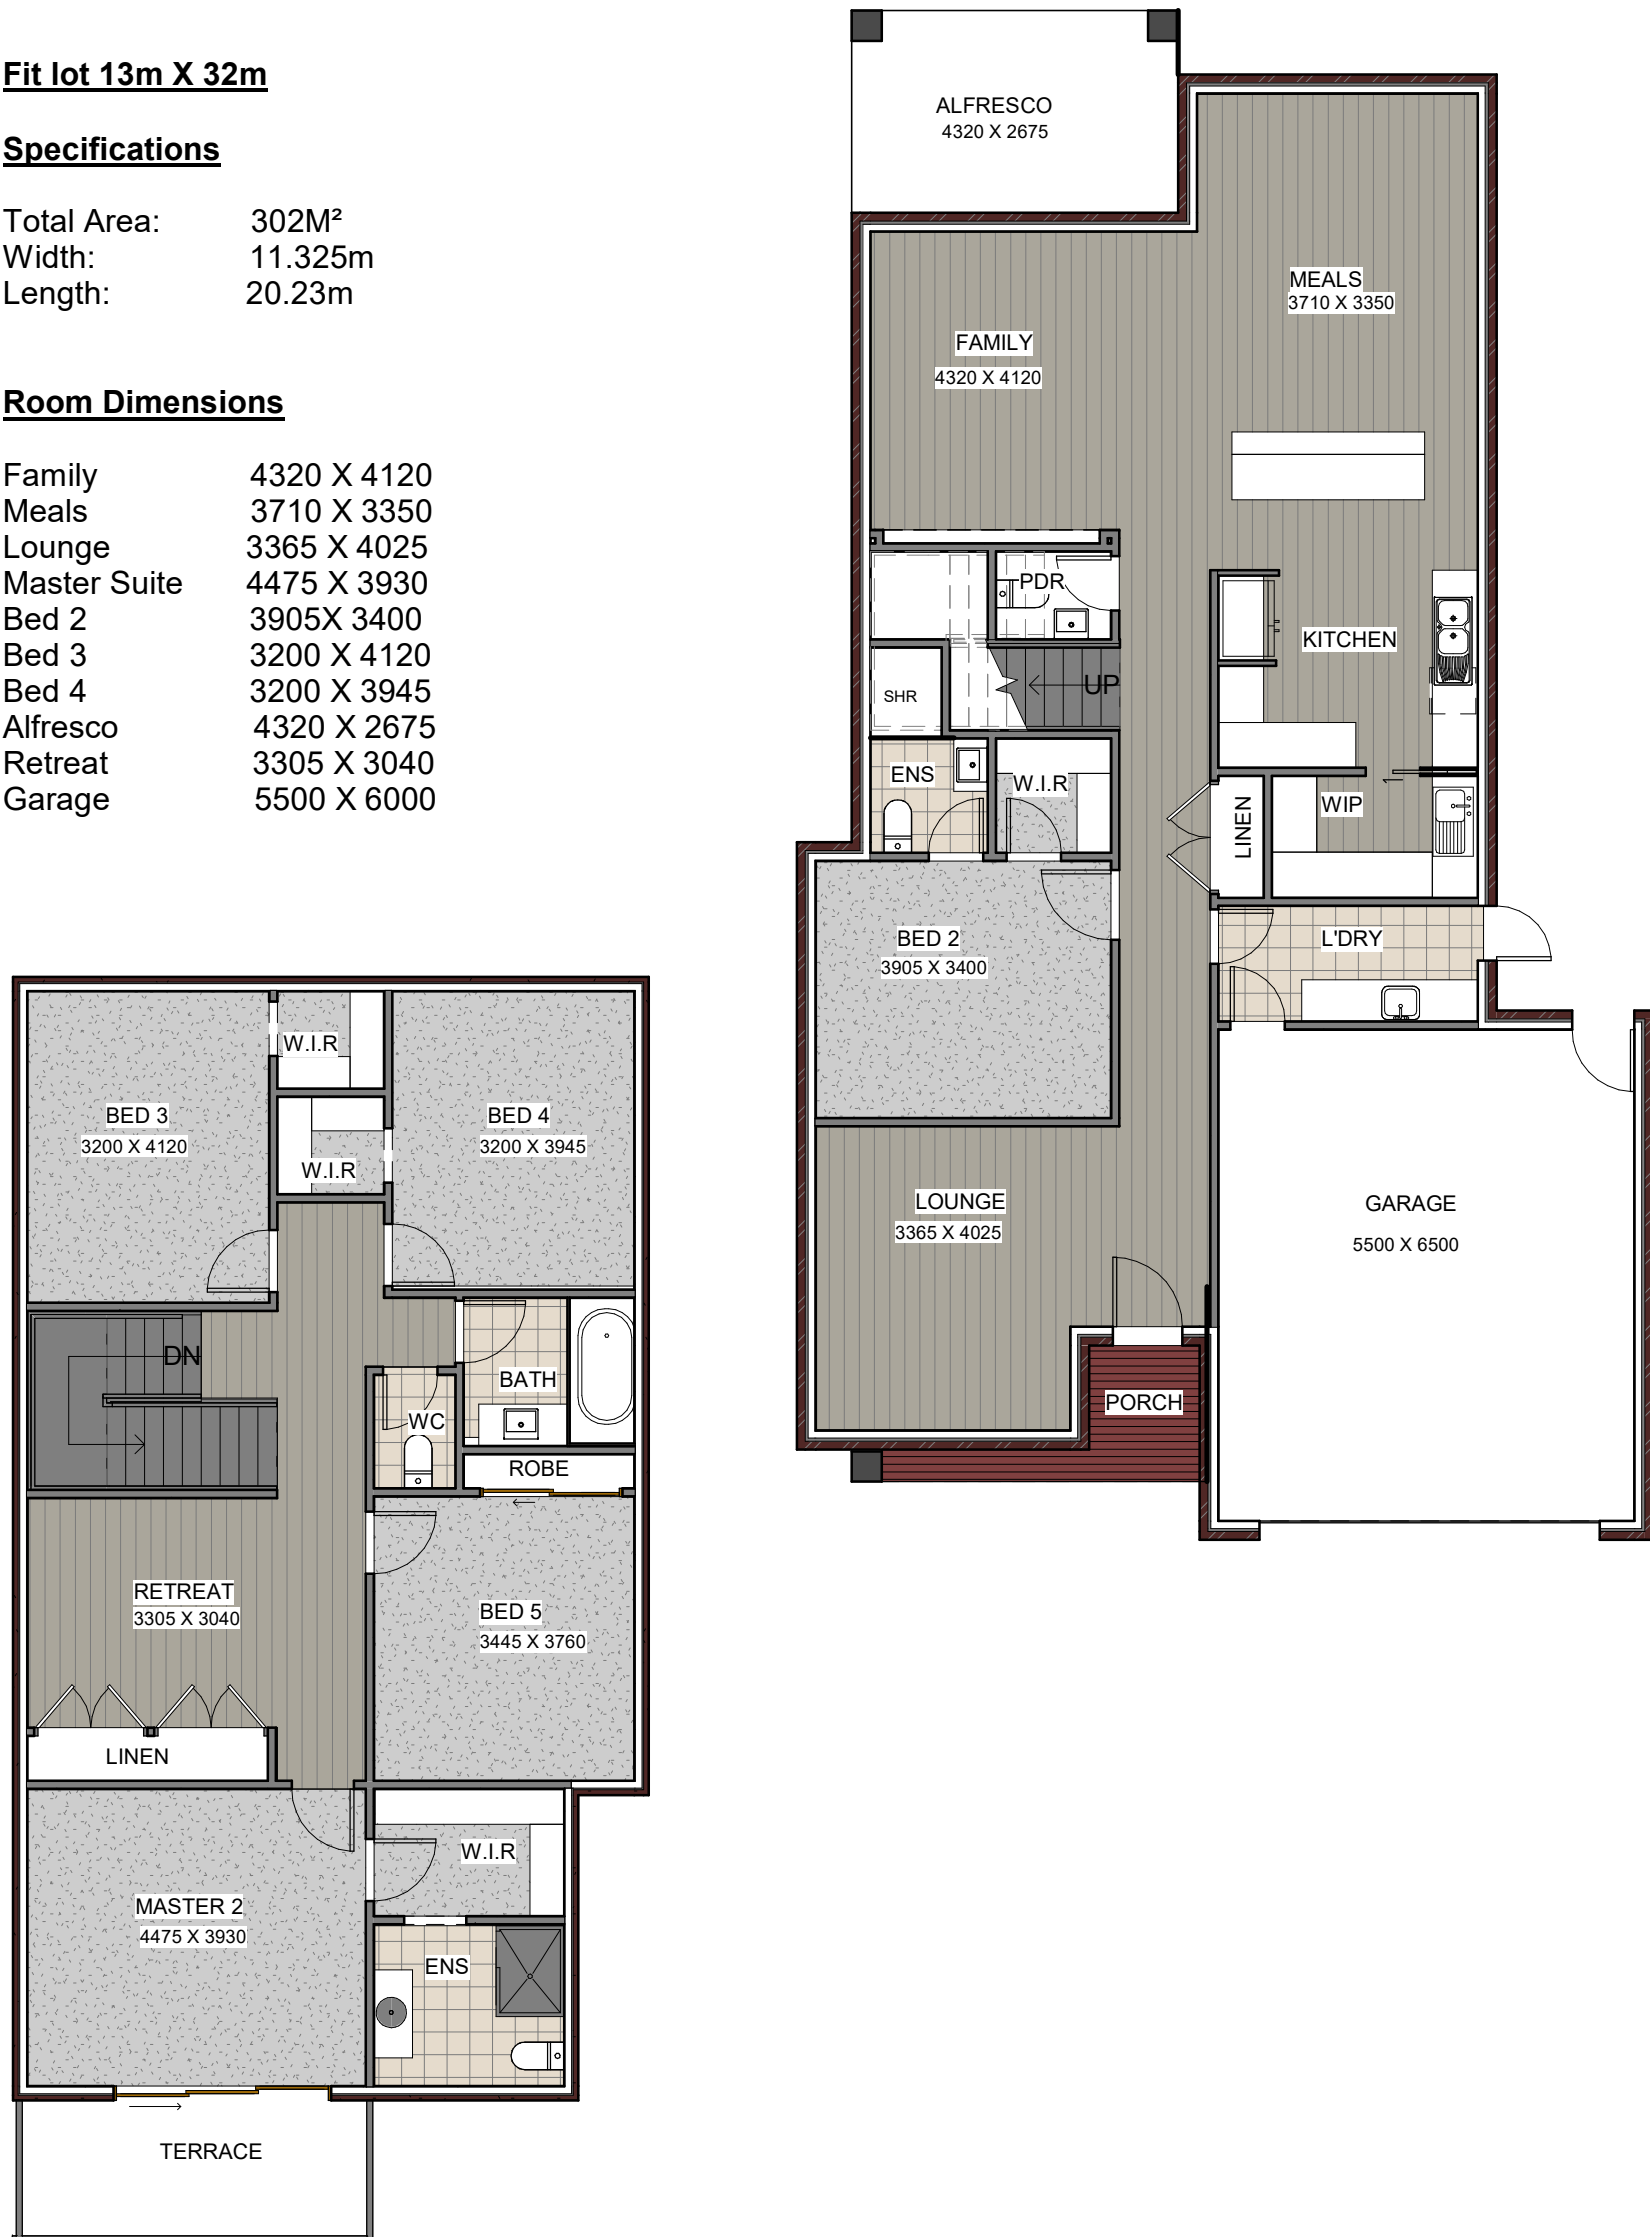 Fit lot 13m X 32m
Specifications
Total Area: 302M²
Width: 11.325m
Length: 20.23m
Room Dimensions
Family 4320 X 4120
Meals 3710 X 3350
Lounge 3365 X 4025
Master Suite 4475 X 3930
Bed 2 3905X 3400
Bed 3 3200 X 4120
Bed 4 3200 X 3945
Alfresco 4320 X 2675
Retreat 3305 X 3040
Garage 5500 X 6000
ALFRESCO
4320 X 2675
MEALS
3710 X 3350
FAMILY
4320 X 4120
PDR
KITCHEN
UP
SHR
ENS
W.I.R
LINEN
WIP
BED 2
3905 X 3400
L'DRY
LOUNGE
3365 X 4025
GARAGE
5500 X 6500
PORCH
W.I.R
BED 3
3200 X 4120
BED 4
3200 X 3945
W.I.R
DN
BATH
WC
ROBE
RETREAT
3305 X 3040
BED 5
3445 X 3760
LINEN
W.I.R
MASTER 2
4475 X 3930
ENS
TERRACE